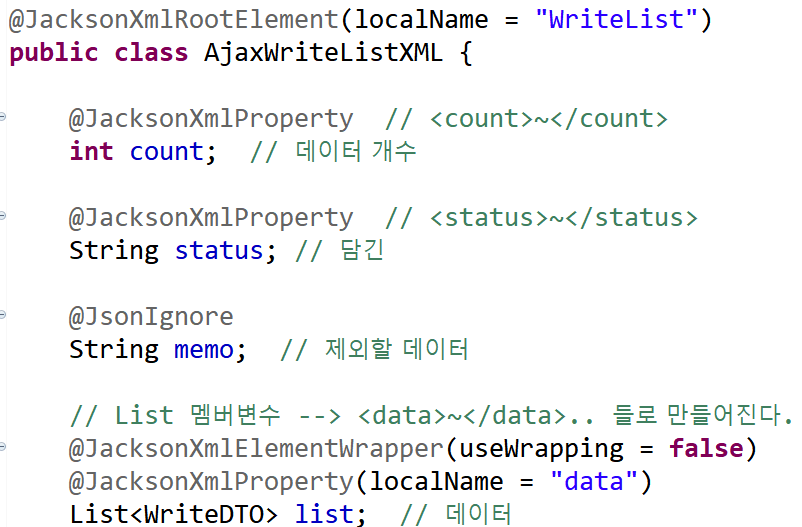 @JacksonXmlRootElement(localName = "WriteList")
public class AjaxWriteListXML {
@JacksonXmlProperty  // <count>~</count>
int count;  // 데이터 개수
@JacksonXmlProperty  // <status>~</status>
String status; // 담긴
@JsonIgnore
String memo;  // 제외할 데이터
// List 멤버변수 --> <data>~</data>.. 들로 만들어진다.
@JacksonXmlElementWrapper(useWrapping = false)
@JacksonXmlProperty(localName = "data")
List<WriteDTO> list;  // 데이터